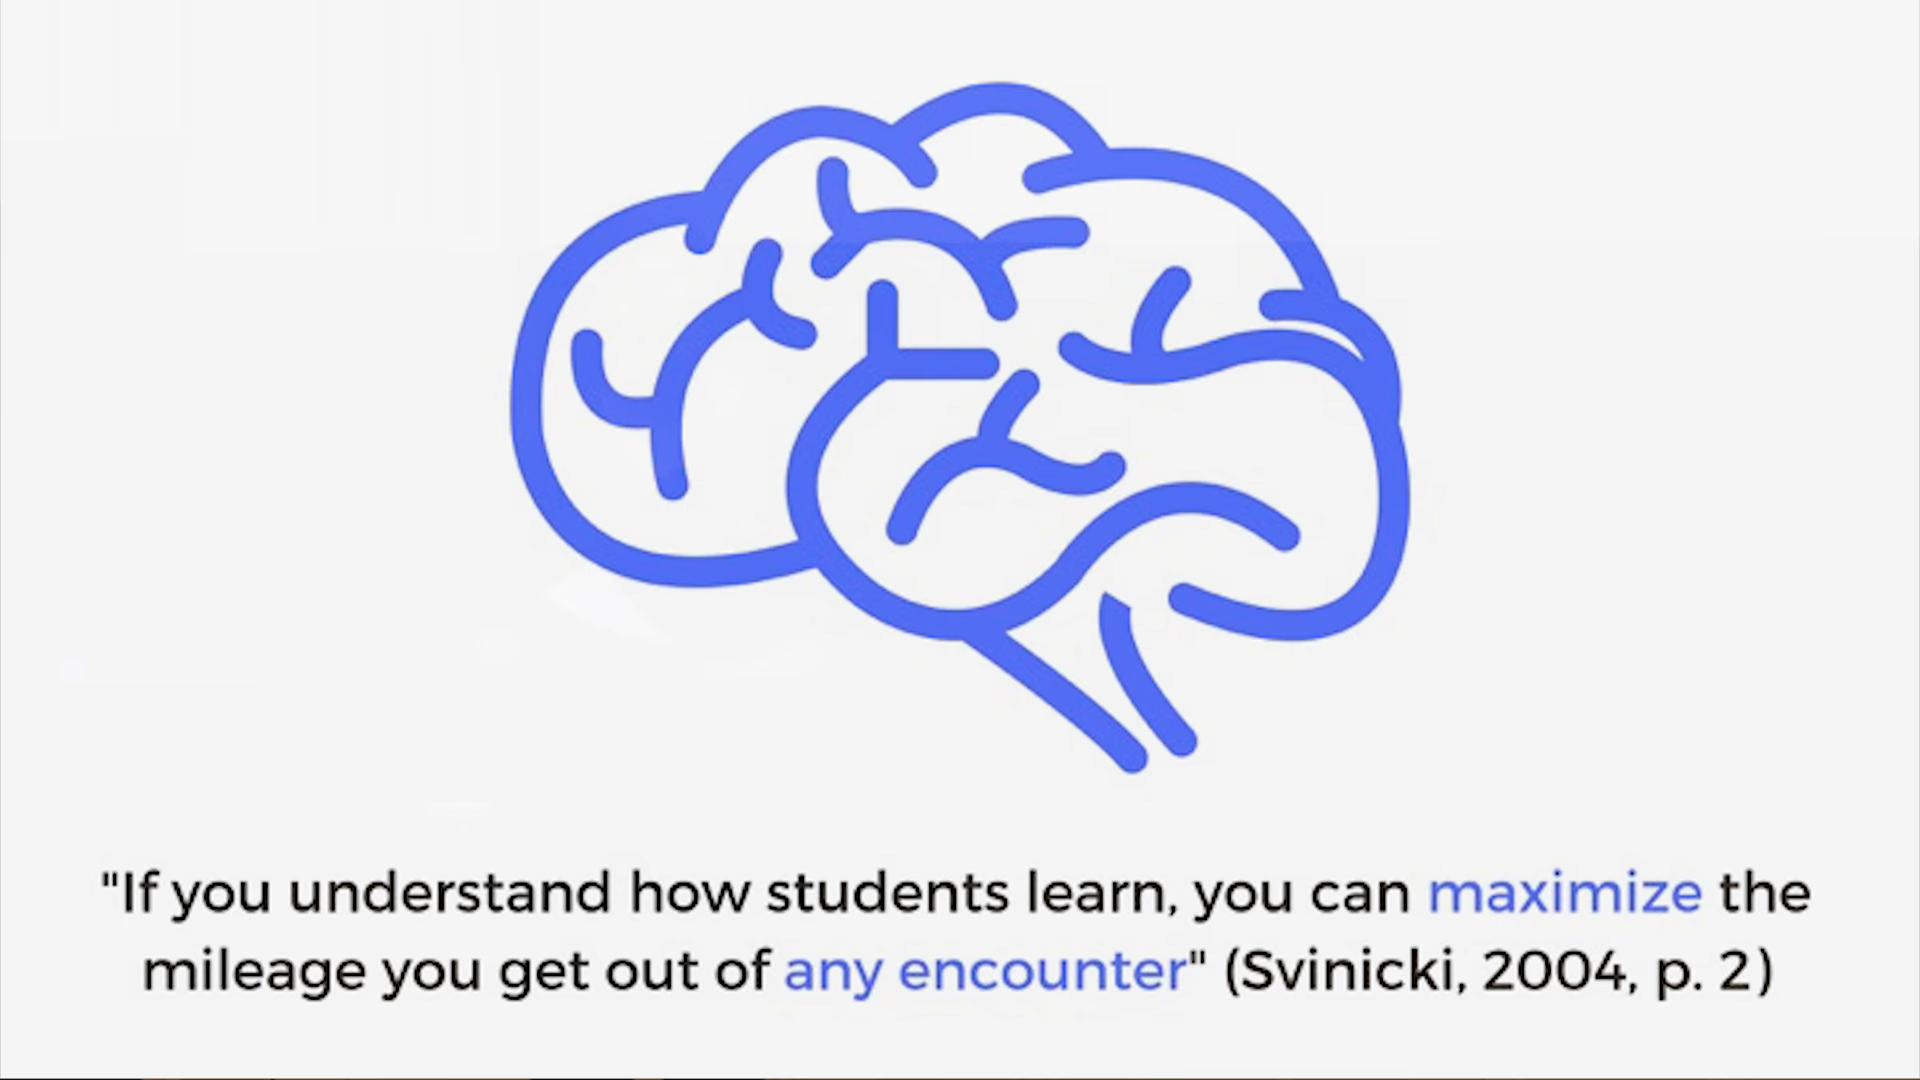 "If you understand how students learn, you can maximize the
mileage you get out of any encounter" (Svinicki, 2004, p. 2)